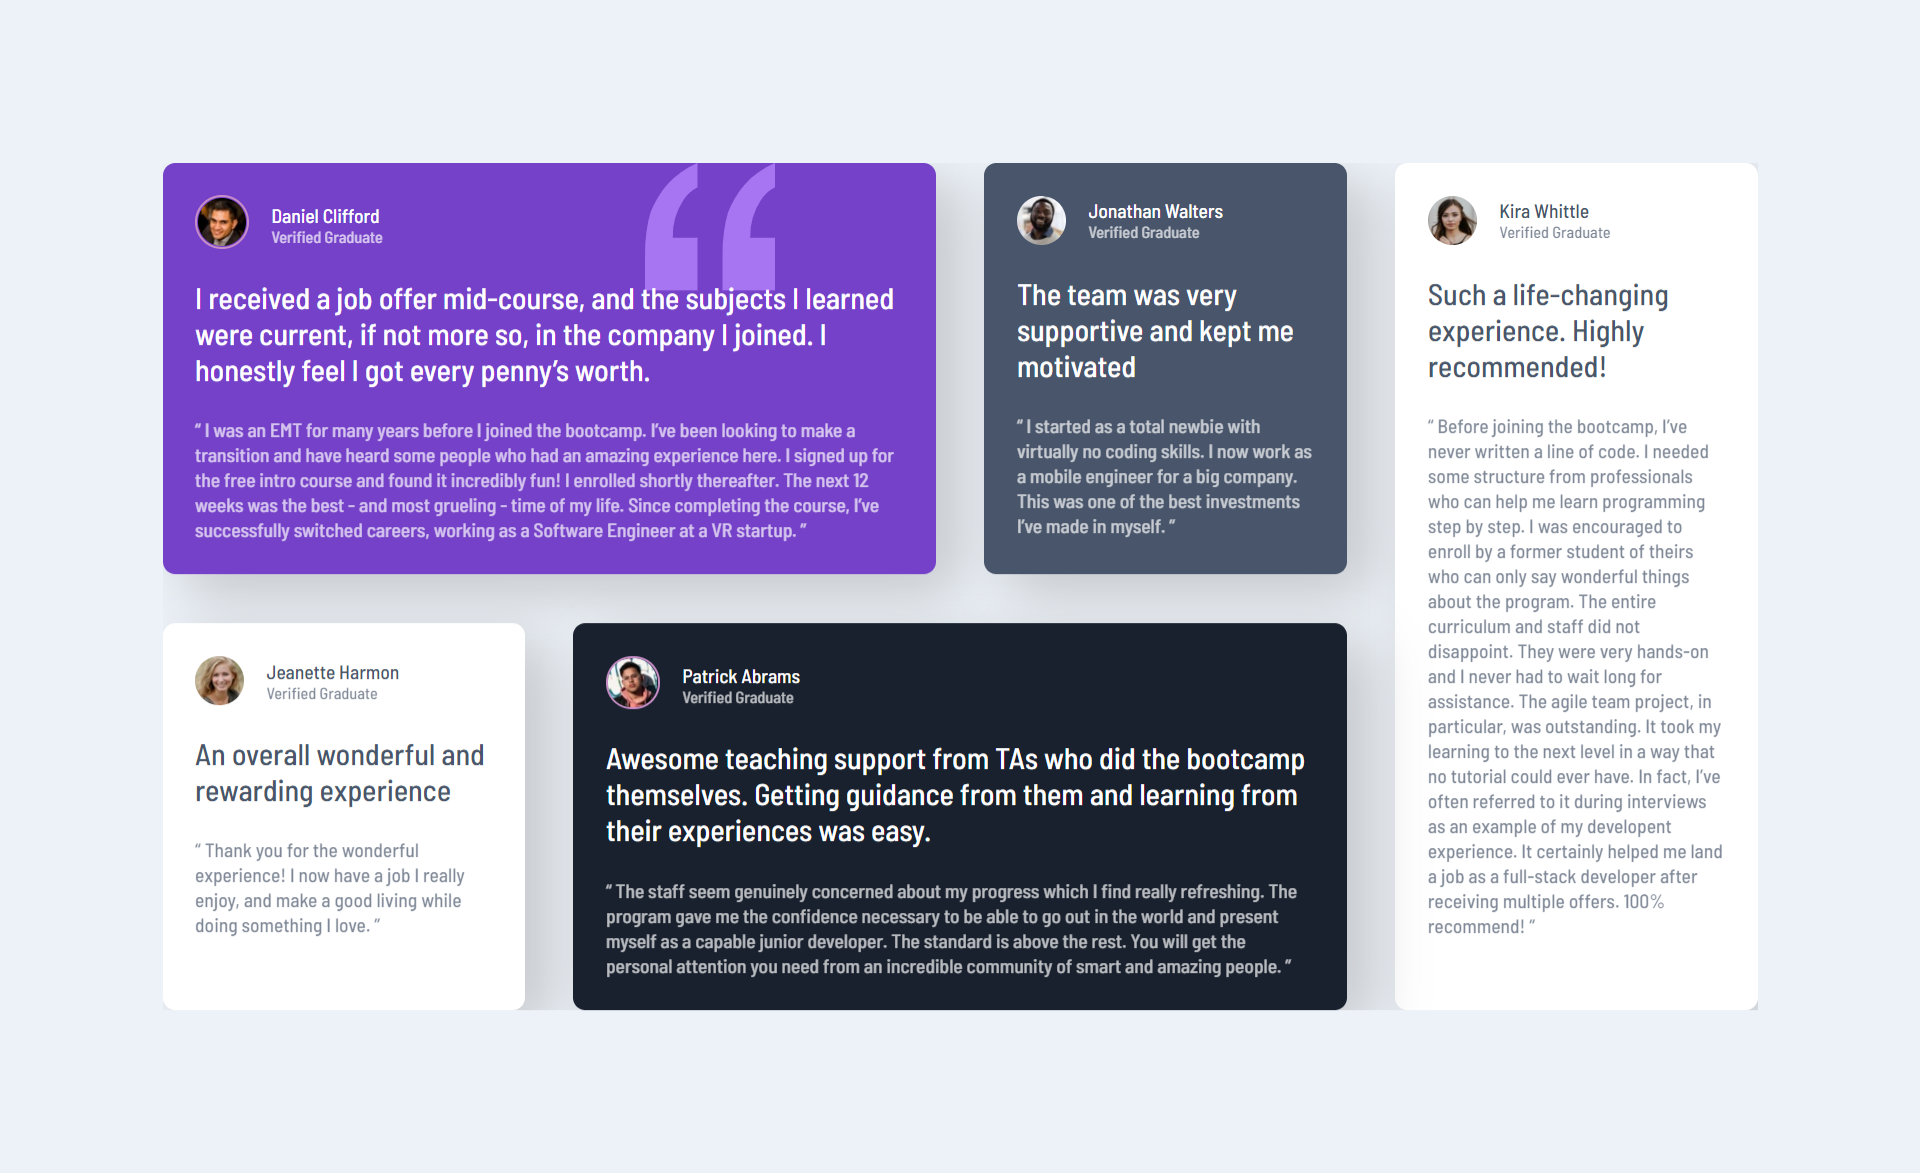 Daniel Clifford
Verified Graduate
I received a job offer mid-course, and the subjects I learned
were current, if not more so, in the company I joined. I
honestly feel I got every penny’s worth.
“ I was an EMT for many years before I joined the bootcamp. I’ve been looking to make a
transition and have heard some people who had an amazing experience here. I signed up for
the free intro course and found it incredibly fun! I enrolled shortly thereafter. The next 12
weeks was the best - and most grueling - time of my life. Since completing the course, I’ve
successfully switched careers, working as a Software Engineer at a VR startup. ”
Jonathan Walters
Verified Graduate
The team was very
supportive and kept me
motivated
“ I started as a total newbie with
virtually no coding skills. I now work as
a mobile engineer for a big company.
This was one of the best investments
I’ve made in myself. ”
Kira Whittle
Verified Graduate
Such a life-changing
experience. Highly
recommended!
“ Before joining the bootcamp, I’ve
never written a line of code. I needed
some structure from professionals
who can help me learn programming
step by step. I was encouraged to
enroll by a former student of theirs
who can only say wonderful things
about the program. The entire
curriculum and staff did not
disappoint. They were very hands-on
and I never had to wait long for
assistance. The agile team project, in
particular, was outstanding. It took my
learning to the next level in a way that
no tutorial could ever have. In fact, I’ve
often referred to it during interviews
as an example of my developent
experience. It certainly helped me land
a job as a full-stack developer after
receiving multiple offers. 100%
recommend! ”
Jeanette Harmon
Verified Graduate
An overall wonderful and
rewarding experience
“ Thank you for the wonderful
experience! I now have a job I really
enjoy, and make a good living while
doing something I love. ”
Patrick Abrams
Verified Graduate
Awesome teaching support from TAs who did the bootcamp
themselves. Getting guidance from them and learning from
their experiences was easy.
“ The staff seem genuinely concerned about my progress which I find really refreshing. The
program gave me the confidence necessary to be able to go out in the world and present
myself as a capable junior developer. The standard is above the rest. You will get the
personal attention you need from an incredible community of smart and amazing people. ”